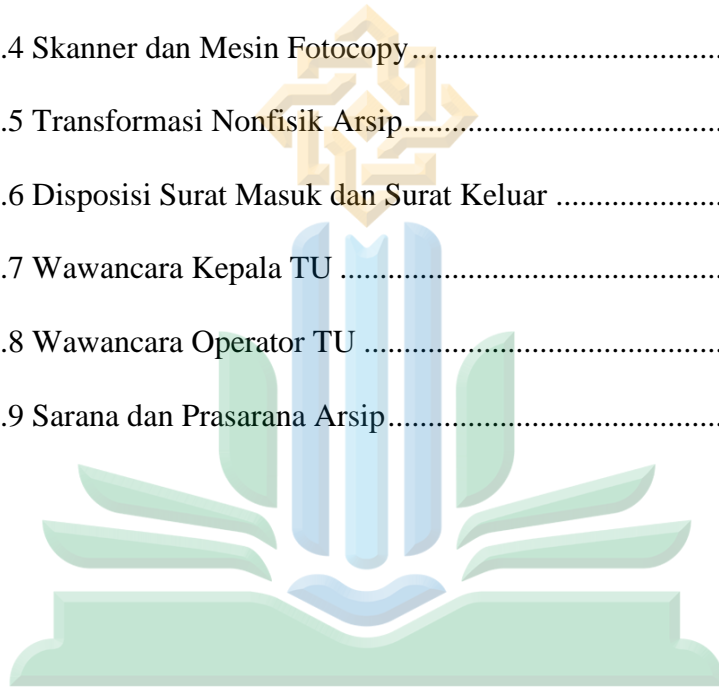 .4 Skanner dan Mesin Fotocopy.......................................
.5 Transformasi Nonfisik Arsip........................................
.6 Disposisi Surat Masuk dan Surat Keluar .....................
.7 Wawancara Kepala TU ................................................
.8 Wawancara Operator TU .............................................
.9 Sarana dan Prasarana Arsip..........................................